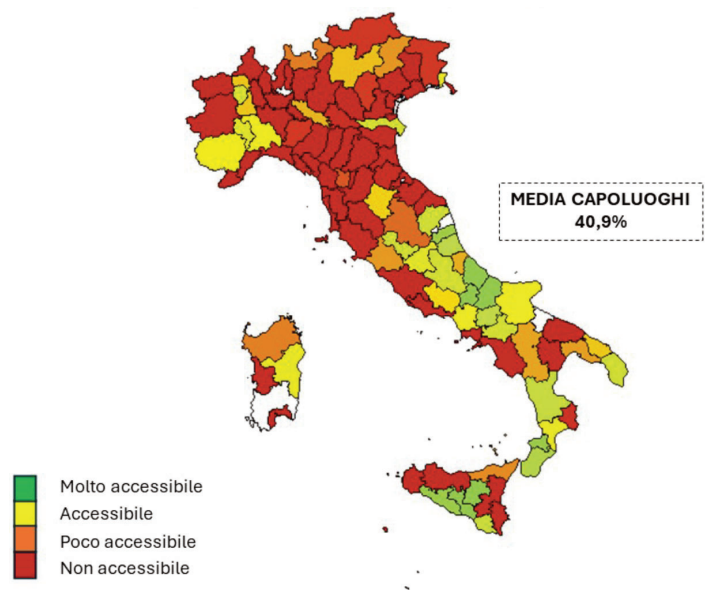 MEDIA CAPOLUOGHI
40,9%
Molto accessibile
Accessibile
Poco accessibile
Non accessibile